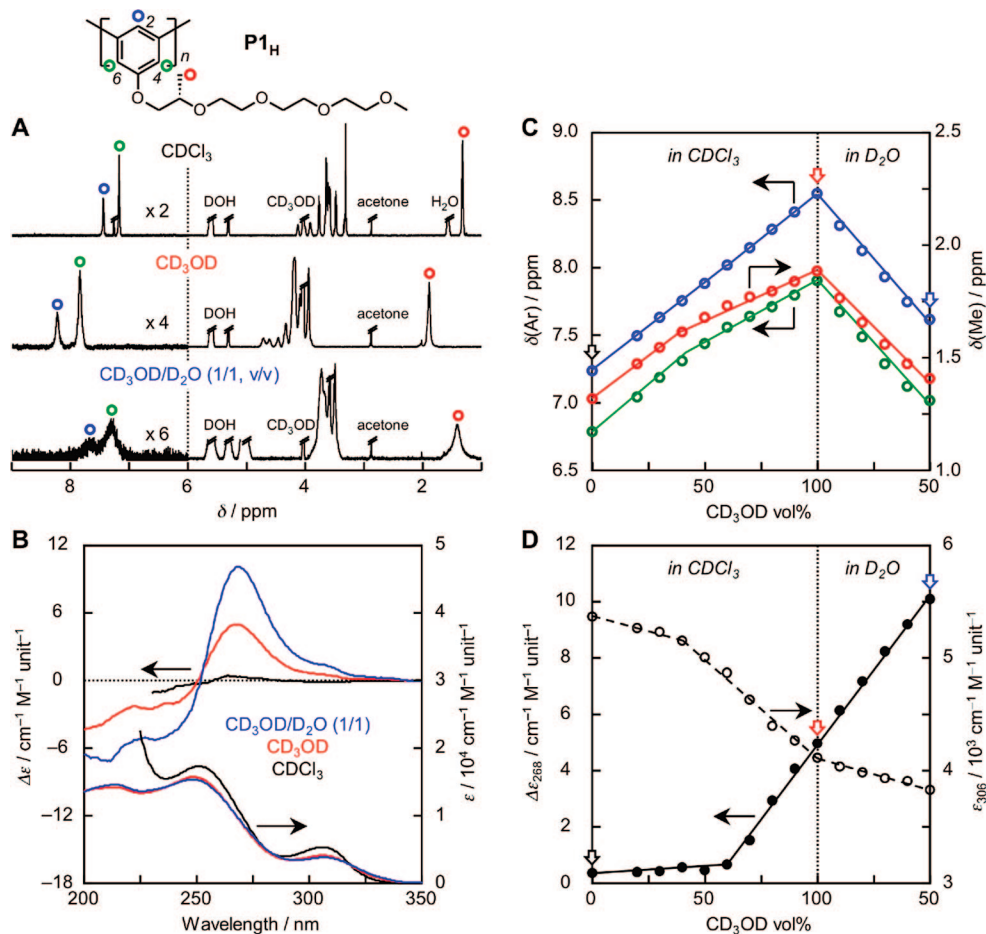 2
P1H
n
6
4
O
O
O
O
O
A
CDCl3
x 2
DOH
CD3OD
acetone
H2O
CD3OD
x 4
DOH
acetone
CD3OD/D2O (1/1, v/v)
x 6
DOH
CD3OD
acetone
8 6 4 2
δ / ppm
B
12
6
0
–6
–12
–18
Δε / cm–1 M–1 unit–1
5
4
3
2
1
0
ε / 10^4 cm–1 M–1 unit–1
CD3OD/D2O (1/1)
CD3OD
CDCl3
200 250 300 350
Wavelength / nm
C
9.0
8.5
8.0
7.5
7.0
6.5
δ(Ar) / ppm
in CDCl3
in D2O
2.5
2.0
1.5
1.0
δ(Me) / ppm
0 50 100 50
CD3OD vol%
D
12
10
8
6
4
2
0
Δε268 / cm–1 M–1 unit–1
in CDCl3
in D2O
6
5
4
3
ε306 / 10^3 cm–1 M–1 unit–1
0 50 100 50
CD3OD vol%